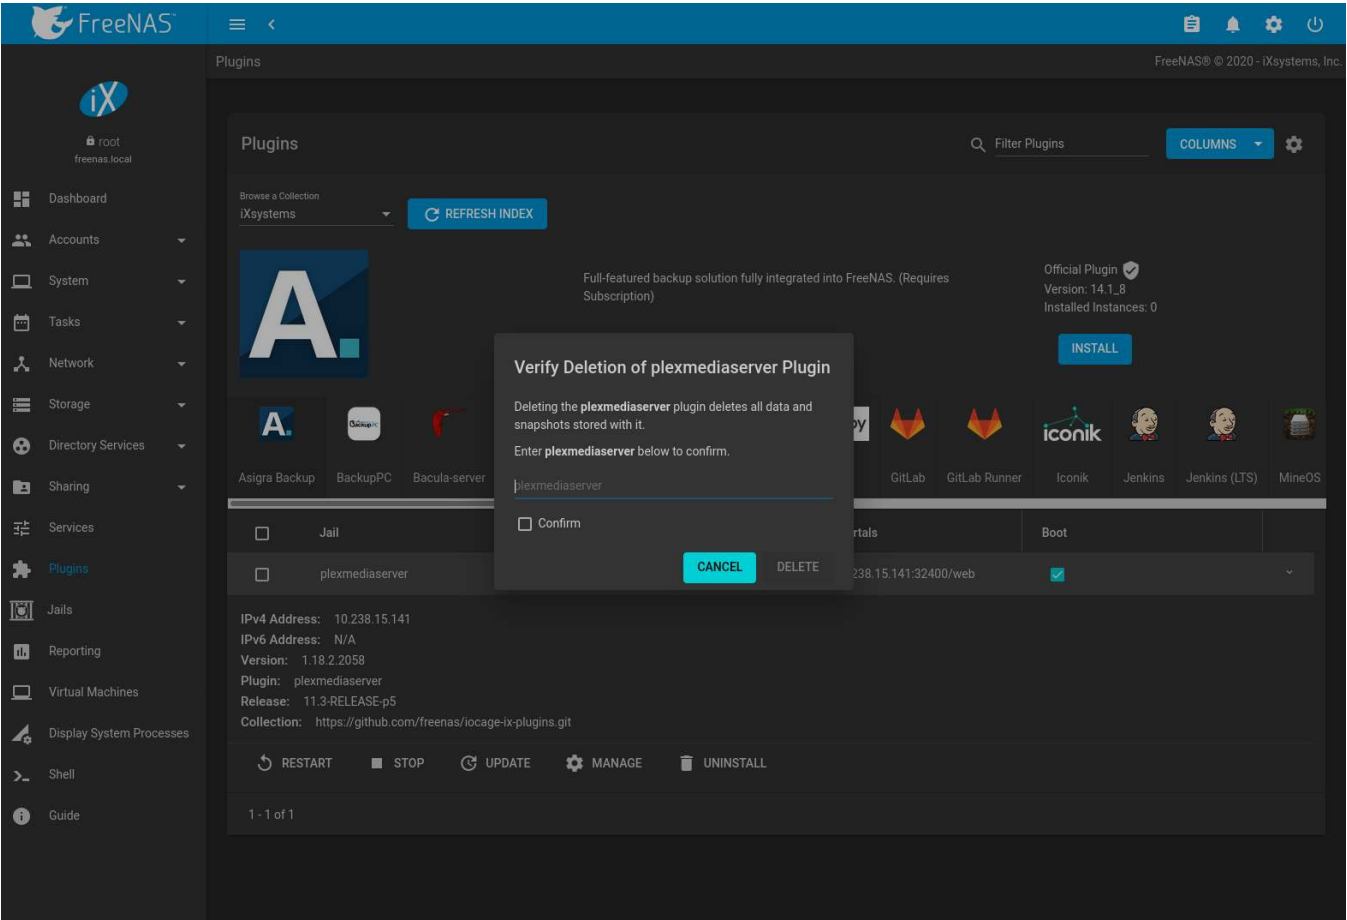 FreeNAS
Plugins
FreeNAS® © 2020 - iXsystems, Inc.
iX
root
freenas.local
Dashboard
Accounts
System
Tasks
Network
Storage
Directory Services
Sharing
Services
Plugins
Jails
Reporting
Virtual Machines
Display System Processes
Shell
Guide
Plugins
Filter Plugins
COLUMNS
Browse a Collection
iXsystems
REFRESH INDEX
A.
Full-featured backup solution fully integrated into FreeNAS. (Requires
Subscription)
Official Plugin
Version: 14.1_8
Installed Instances: 0
INSTALL
A.
iconik
Asigra Backup
BackupPC
Bacula-server
GitLab
GitLab Runner
Iconik
Jenkins
Jenkins (LTS)
MineOS
Verify Deletion of plexmediaserver Plugin
Deleting the plexmediaserver plugin deletes all data and
snapshots stored with it.
Enter plexmediaserver below to confirm.
plexmediaserver
Confirm
CANCEL
DELETE
Jail
rtals
Boot
plexmediaserver
238.15.141:32400/web
IPv4 Address: 10.238.15.141
IPv6 Address: N/A
Version: 1.18.2.2058
Plugin: plexmediaserver
Release: 11.3-RELEASE-p5
Collection: https://github.com/freenas/iocage-ix-plugins.git
RESTART
STOP
UPDATE
MANAGE
UNINSTALL
1 - 1 of 1